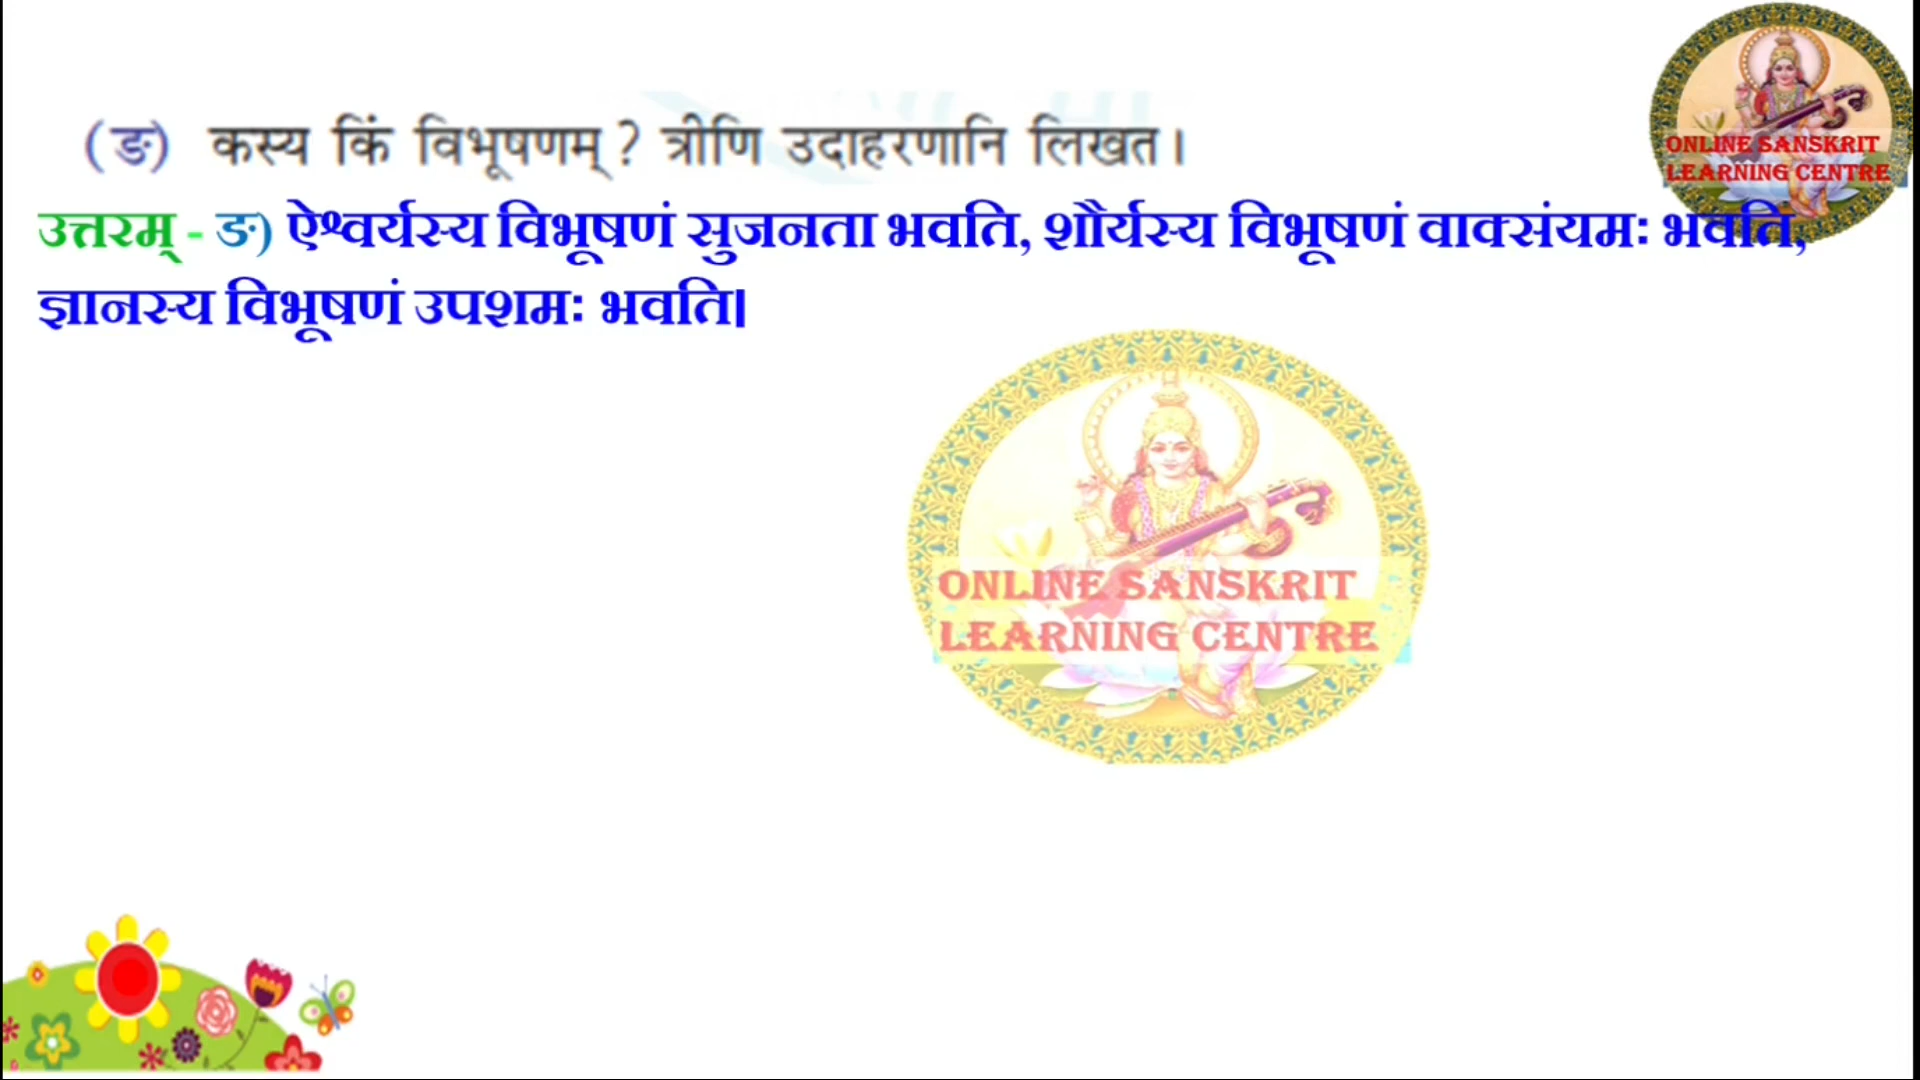 (ङ) कस्य किं विभूषणम्? त्रीणि उदाहरणानि लिखत।
उत्तरम् - ङ) ऐश्वर्यस्य विभूषणं सुजनता भवति, शौर्यस्य विभूषणं वाक्संयमः भवति,
ज्ञानस्य विभूषणं उपशमः भवति।
ONLINE SANSKRIT
LEARNING CENTRE
ONLINE SANSKRIT
LEARNING CENTRE